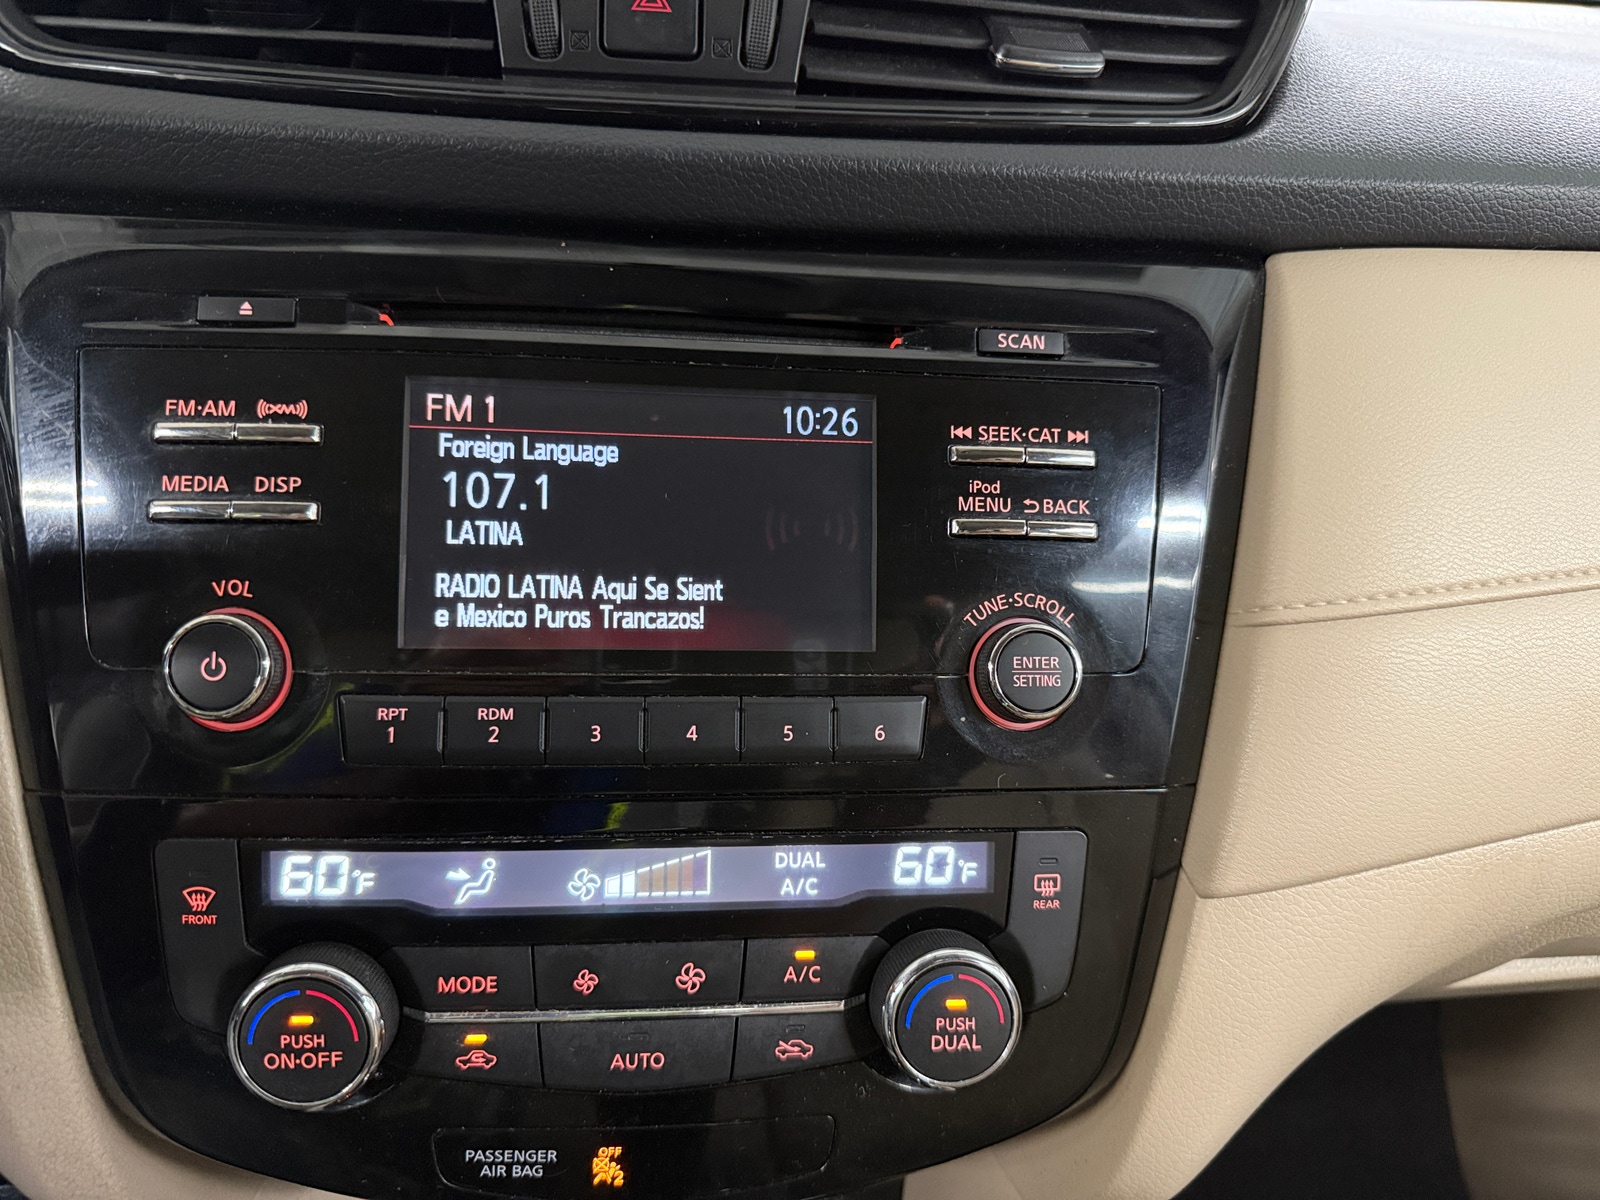 SCAN
FM·AM XM
FM 1 10:26
SEEK·CAT
Foreign Language
MEDIA DISP
107.1
iPod
MENU BACK
LATINA
RADIO LATINA Aqui Se Sient
e Mexico Puros Trancazos!
VOL
TUNE·SCROLL
ENTER
SETTING
RPT RDM
1 2 3 4 5 6
60°F DUAL A/C 60°F
FRONT
REAR
MODE A/C
PUSH
ON·OFF
PUSH
DUAL
AUTO
PASSENGER
AIR BAG
OFF
2